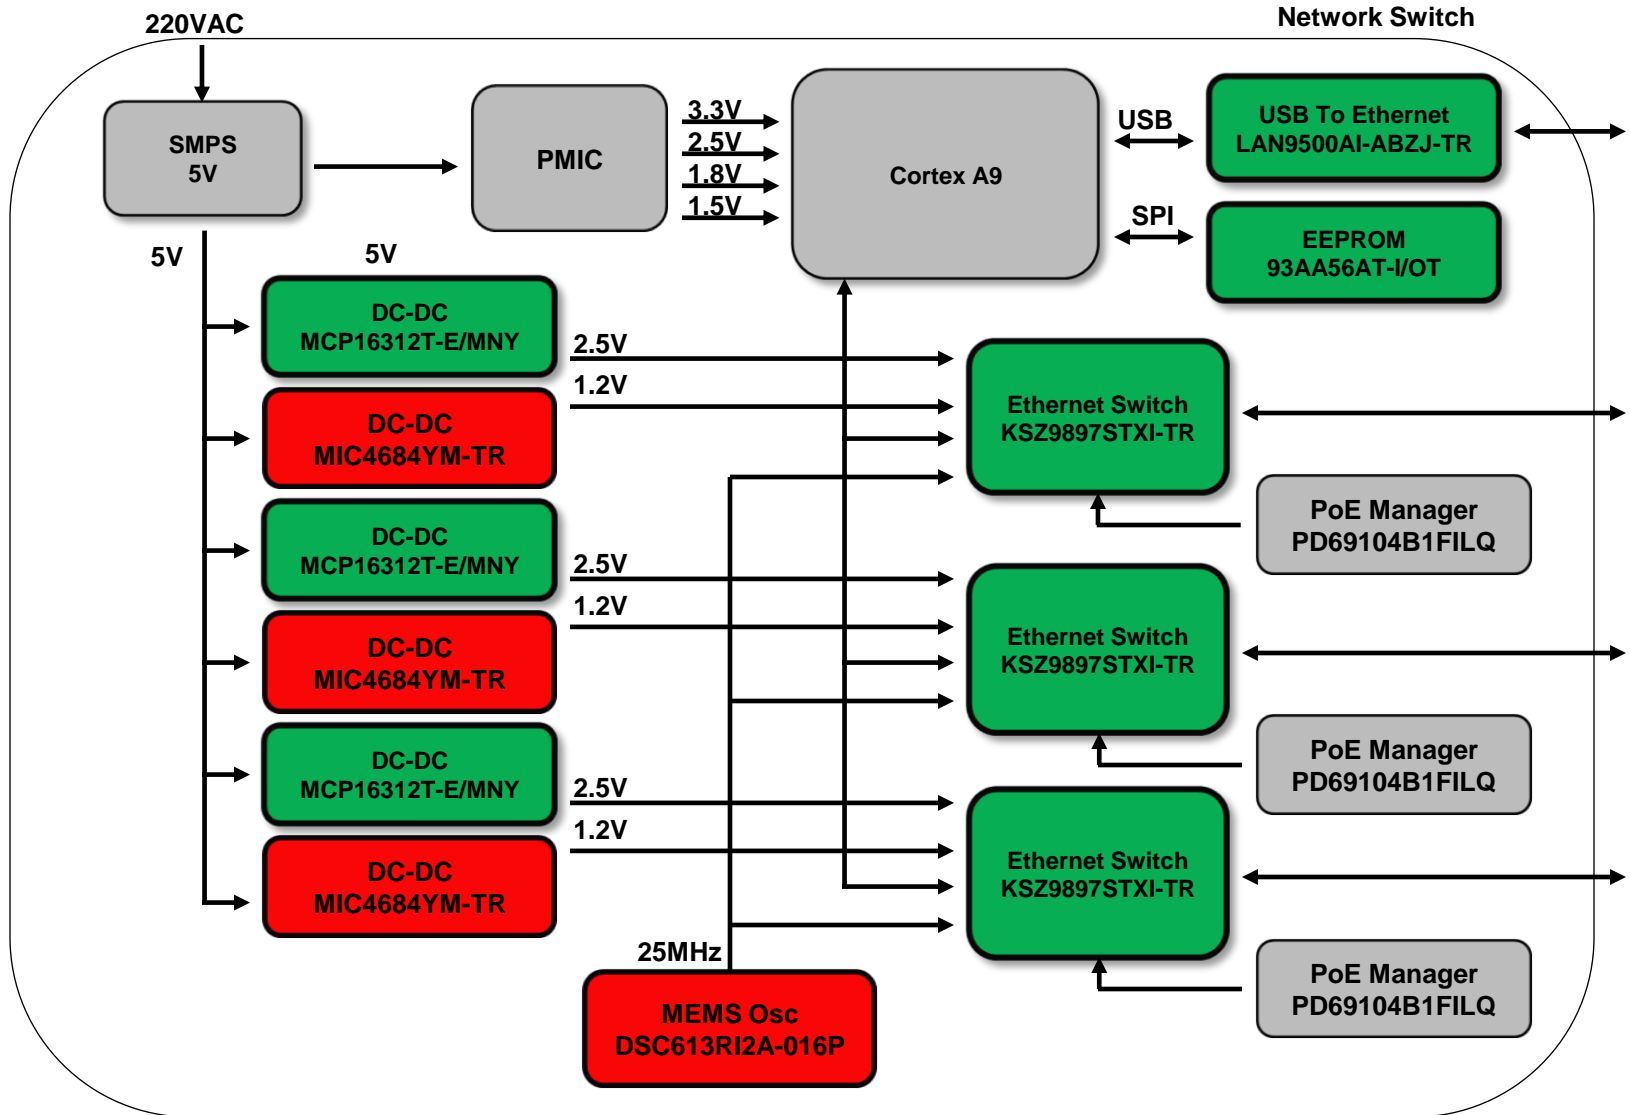 Network Switch
220VAC
SMPS
5V
PMIC
3.3V
2.5V
1.8V
1.5V
Cortex A9
USB
USB To Ethernet
LAN9500AI-ABZJ-TR
SPI
EEPROM
93AA56AT-I/OT
5V
5V
DC-DC
MCP16312T-E/MNY
2.5V
1.2V
DC-DC
MIC4684YM-TR
Ethernet Switch
KSZ9897STXI-TR
PoE Manager
PD69104B1FILQ
DC-DC
MCP16312T-E/MNY
2.5V
1.2V
DC-DC
MIC4684YM-TR
Ethernet Switch
KSZ9897STXI-TR
PoE Manager
PD69104B1FILQ
DC-DC
MCP16312T-E/MNY
2.5V
1.2V
DC-DC
MIC4684YM-TR
Ethernet Switch
KSZ9897STXI-TR
PoE Manager
PD69104B1FILQ
25MHz
MEMS Osc
DSC613RI2A-016P